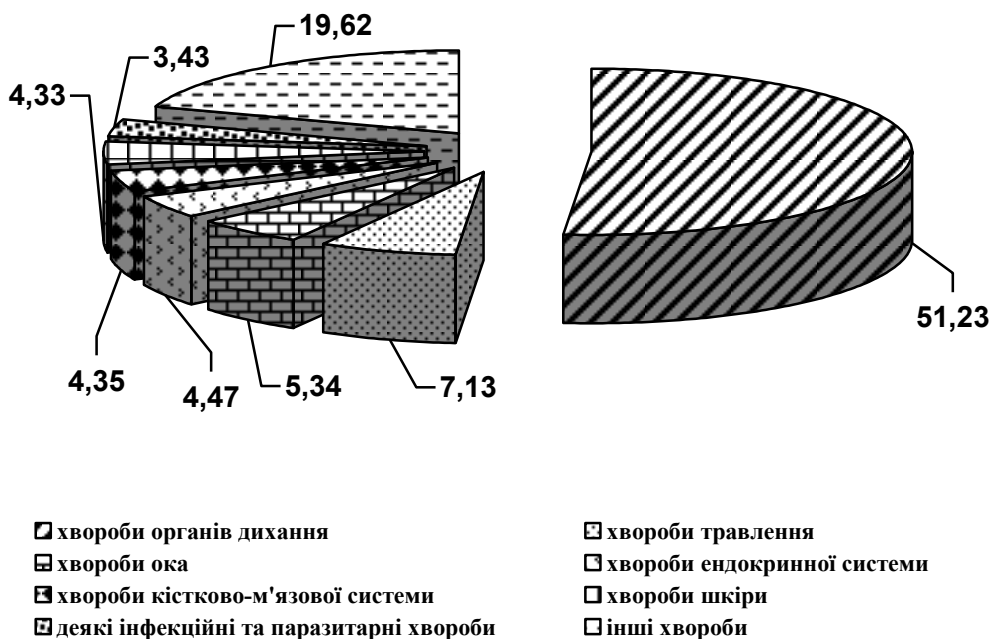 19,62
3,43
4,33
51,23
4,35
4,47
5,34
7,13
хвороби органів дихання
хвороби травлення
хвороби ока
хвороби ендокринної системи
хвороби кістково-м'язової системи
хвороби шкіри
деякі інфекційні та паразитарні хвороби
інші хвороби